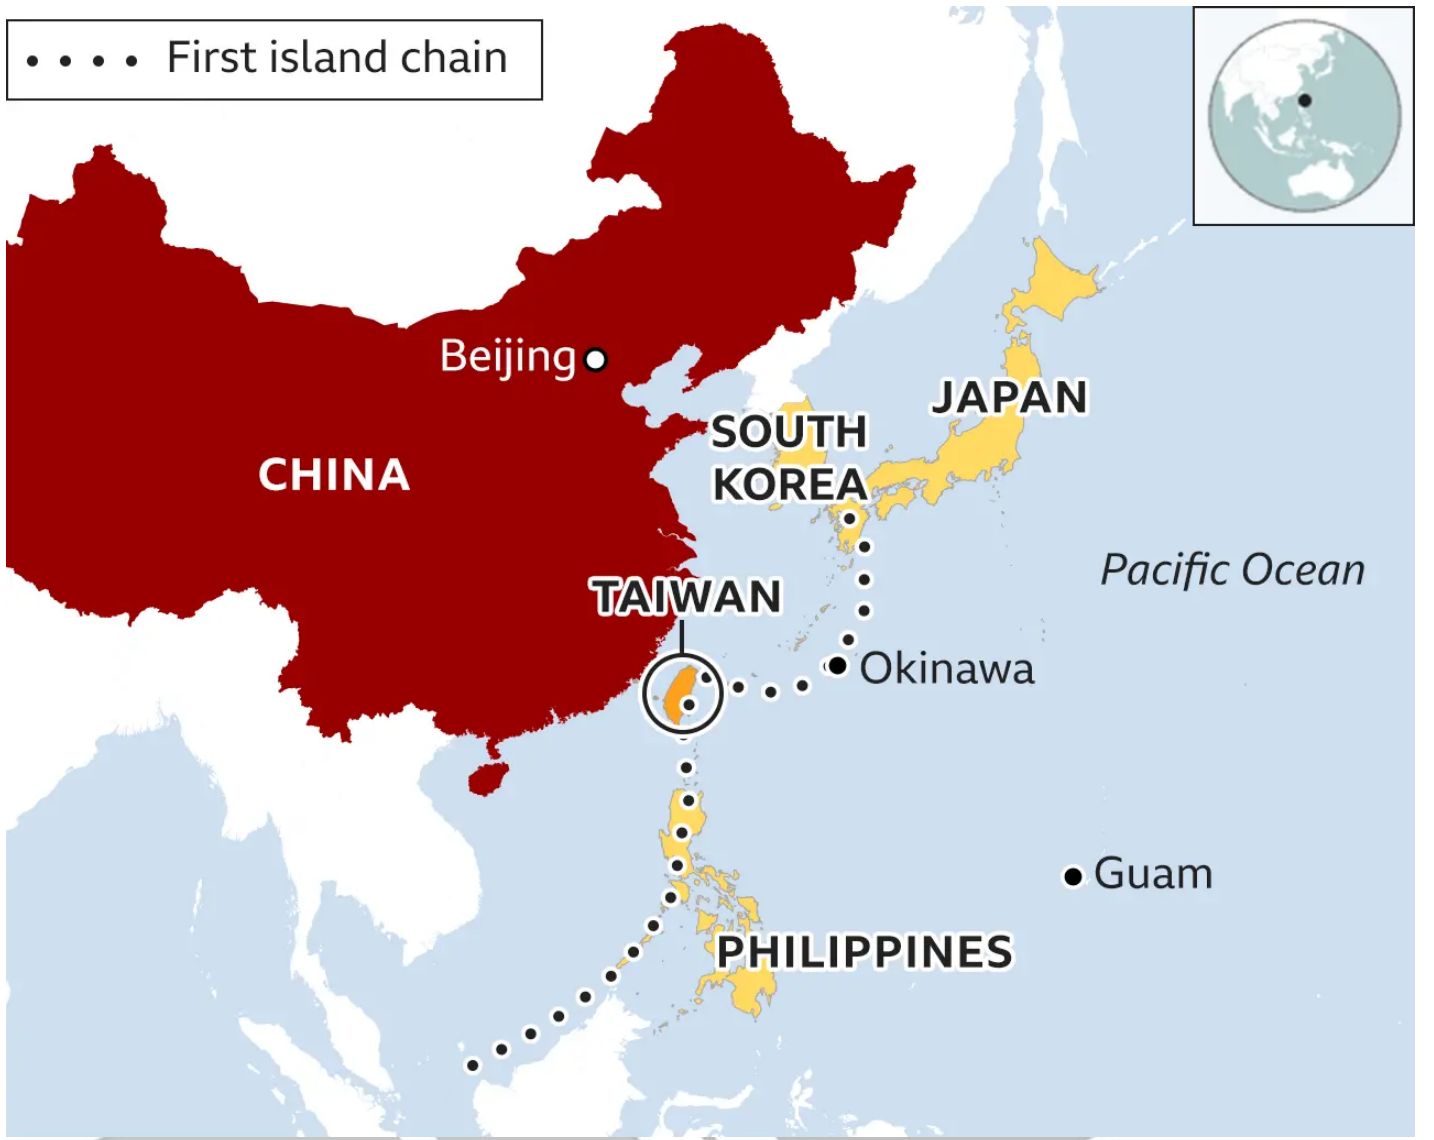 First island chain
Beijing
JAPAN
SOUTH
KOREA
CHINA
Pacific Ocean
TAIWAN
Okinawa
Guam
PHILIPPINES